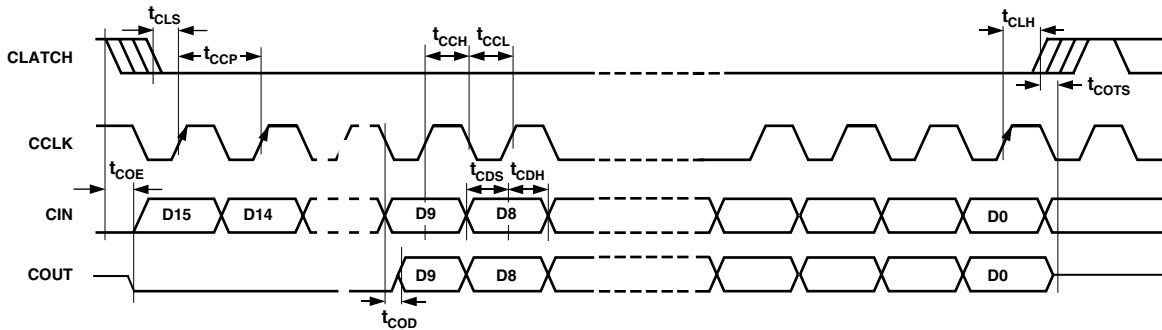 tCLS
tCCP
tCCH
tCCL
tCLH
CLATCH
tCOTS
CCLK
tCOE
tCDS
tCDH
CIN
D15
D14
D9
D8
D0
COUT
D9
D8
D0
tCOD